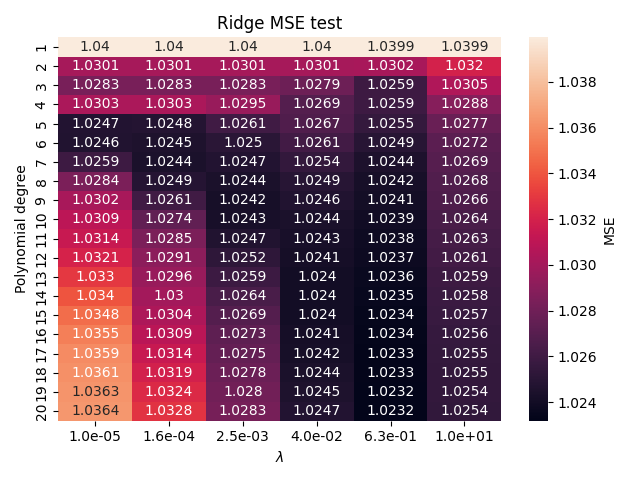 Ridge MSE test
Polynomial degree
1 1.04 1.04 1.04 1.04 1.0399 1.0399
2 1.0301 1.0301 1.0301 1.0301 1.0302 1.032
3 1.0283 1.0283 1.0283 1.0279 1.0259 1.0305
4 1.0303 1.0303 1.0295 1.0269 1.0259 1.0288
5 1.0247 1.0248 1.0261 1.0267 1.0255 1.0277
6 1.0246 1.0245 1.025 1.0261 1.0249 1.0272
7 1.0259 1.0244 1.0247 1.0254 1.0244 1.0269
8 1.0284 1.0249 1.0244 1.0249 1.0242 1.0268
9 1.0302 1.0261 1.0242 1.0246 1.0241 1.0266
10 1.0309 1.0274 1.0243 1.0244 1.0239 1.0264
11 1.0314 1.0285 1.0247 1.0243 1.0238 1.0263
12 1.0321 1.0291 1.0252 1.0241 1.0237 1.0261
13 1.033 1.0296 1.0259 1.024 1.0236 1.0259
14 1.034 1.03 1.0264 1.024 1.0235 1.0258
15 1.0348 1.0304 1.0269 1.024 1.0234 1.0257
16 1.0355 1.0309 1.0273 1.0241 1.0234 1.0256
17 1.0359 1.0314 1.0275 1.0242 1.0233 1.0255
18 1.0361 1.0319 1.0278 1.0244 1.0233 1.0255
19 1.0363 1.0324 1.028 1.0245 1.0232 1.0254
20 1.0364 1.0328 1.0283 1.0247 1.0232 1.0254
1.0e-05 1.6e-04 2.5e-03 4.0e-02 6.3e-01 1.0e+01
λ
1.038
1.036
1.034
1.032
1.030
1.028
1.026
1.024
MSE